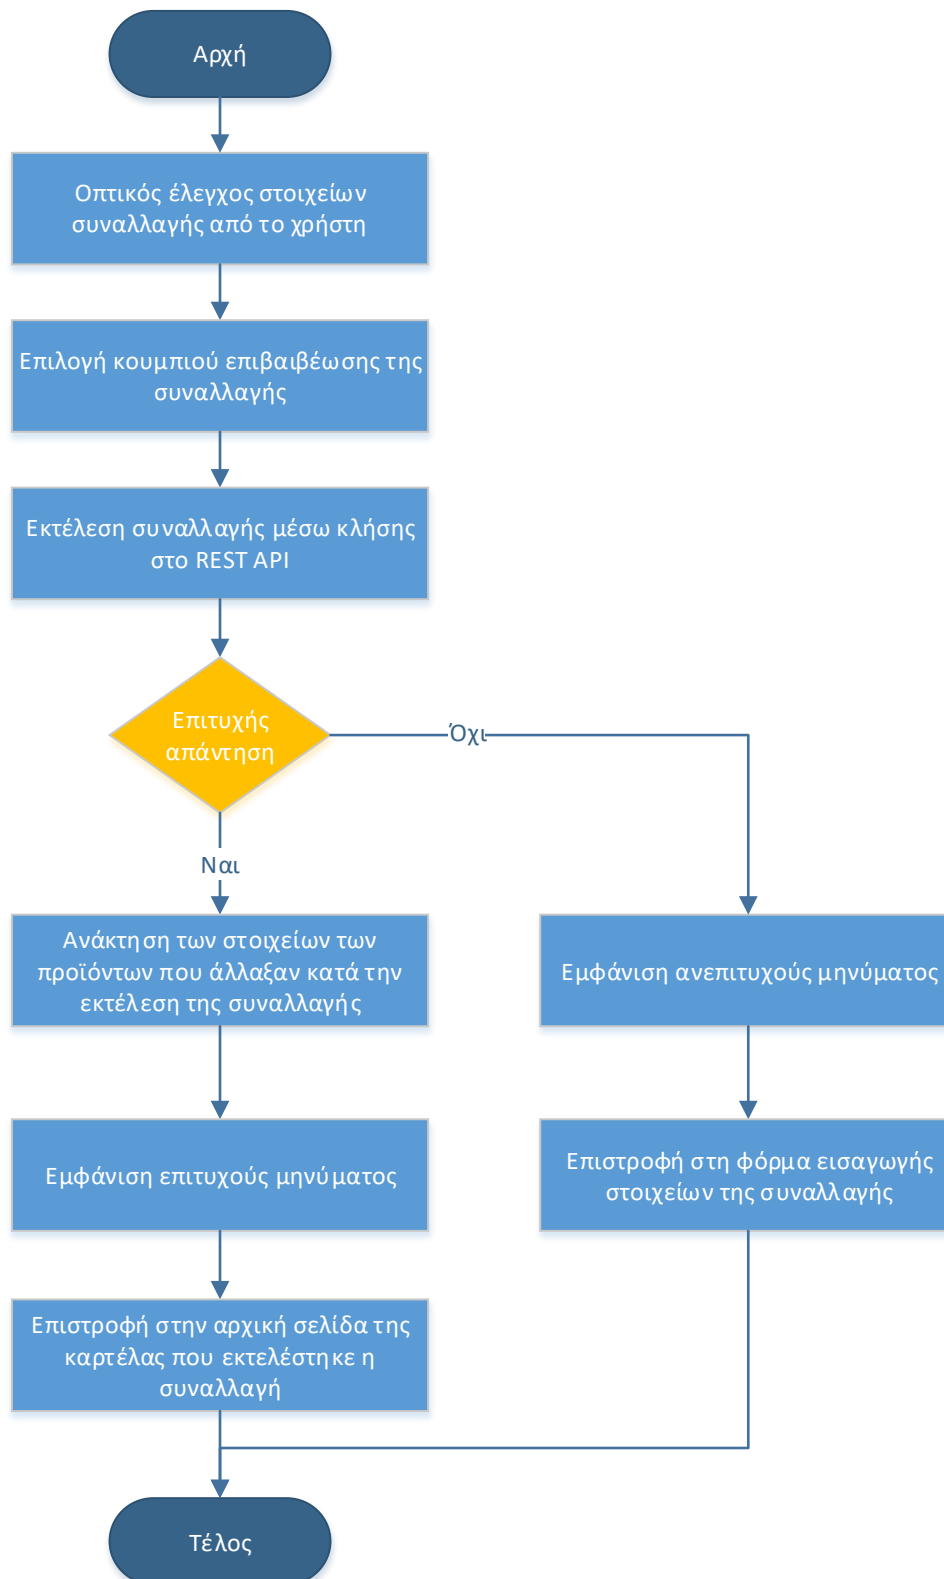 Αρχή
Οπτικός έλεγχος στοιχείων
συναλλαγής από το χρήστη
Επιλογή κουμπιού επιβαιβέωσης της
συναλλαγής
Εκτέλεση συναλλαγής μέσω κλήσης
στο REST API
Επιτυχής
απάντηση
Όχι
Ναι
Ανάκτηση των στοιχείων των
προϊόντων που άλλαξαν κατά την
εκτέλεση της συναλλαγής
Εμφάνιση ανεπιτυχούς μηνύματος
Εμφάνιση επιτυχούς μηνύματος
Επιστροφή στη φόρμα εισαγωγής
στοιχείων της συναλλαγής
Επιστροφή στην αρχική σελίδα της
καρτέλας που εκτελέστηκε η
συναλλαγή
Τέλος